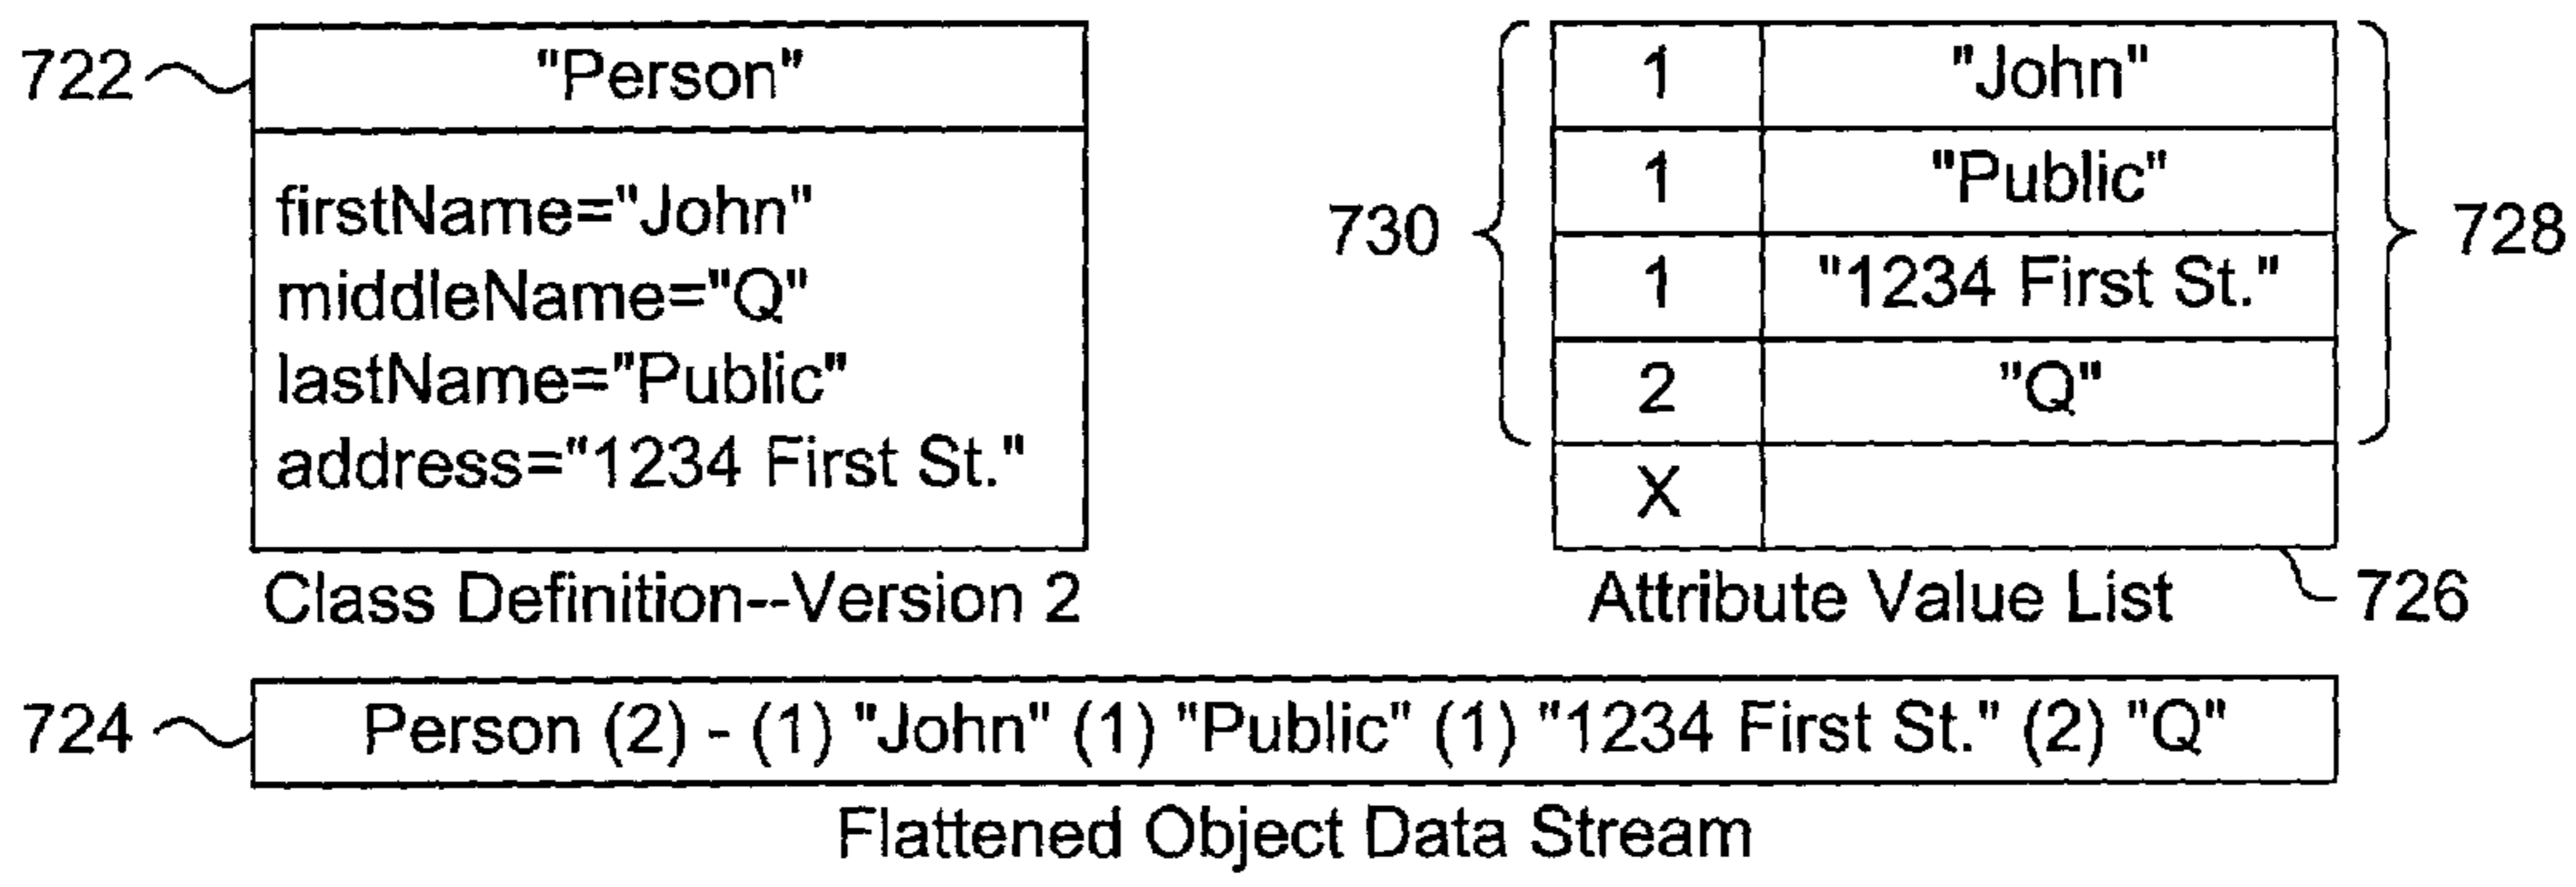 722
"Person"
firstName="John"
middleName="Q"
lastName="Public"
address="1234 First St."
Class Definition--Version 2
730
1 "John"
1 "Public"
1 "1234 First St."
2 "Q"
X
728
Attribute Value List
726
724
Person (2) - (1) "John" (1) "Public" (1) "1234 First St." (2) "Q"
Flattened Object Data Stream